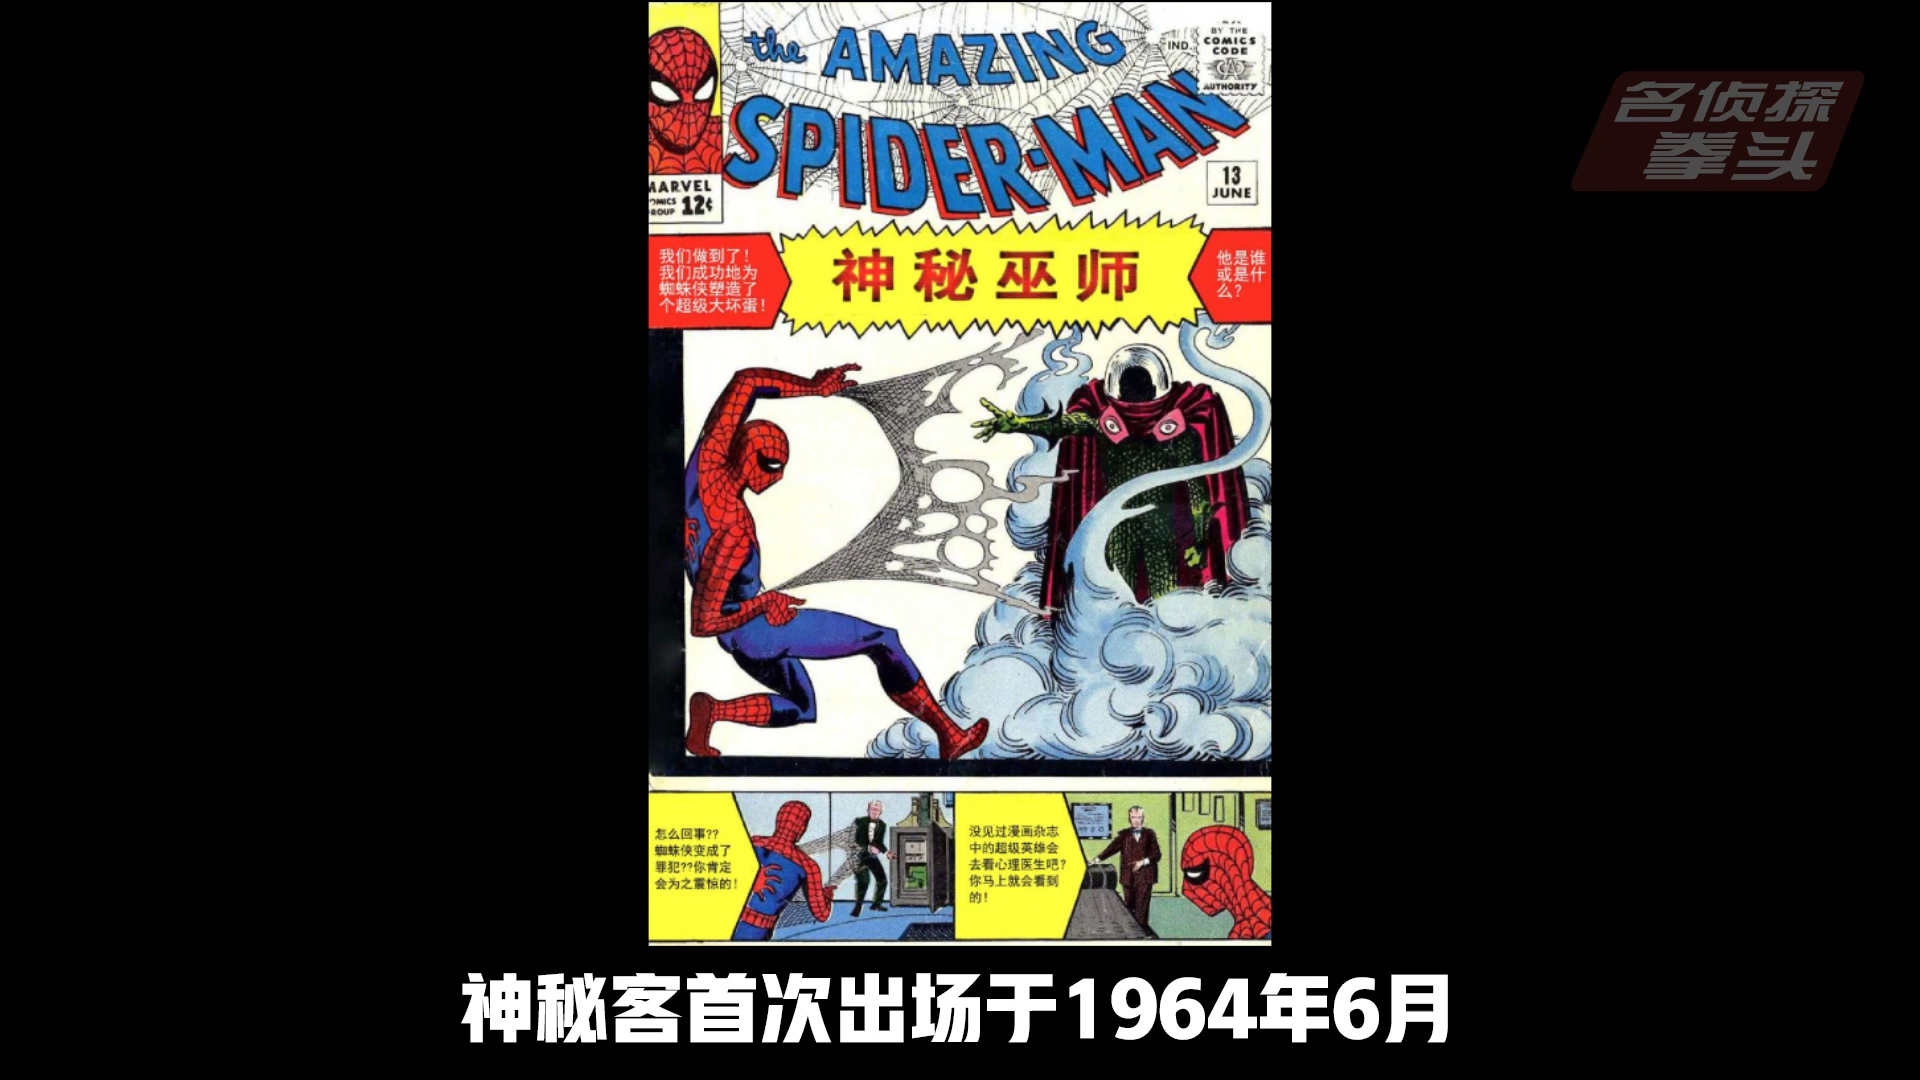 the AMAZING
SPIDER-MAN
IND.
BY THE
COMICS
CODE
AUTHORITY
名侦探
拳头
MARVEL
COMICS
GROUP 12¢
13
JUNE
我们做到了!
我们成功地为
蜘蛛侠塑造了
个超级大坏蛋!
神秘巫师
他是谁
或是什
么?
怎么回事??
蜘蛛侠变成了
罪犯??你肯定
会为之震惊的!
没见过漫画杂志
中的超级英雄会
去看心理医生吧?
你马上就会看到
的!
神秘客首次出场于1964年6月